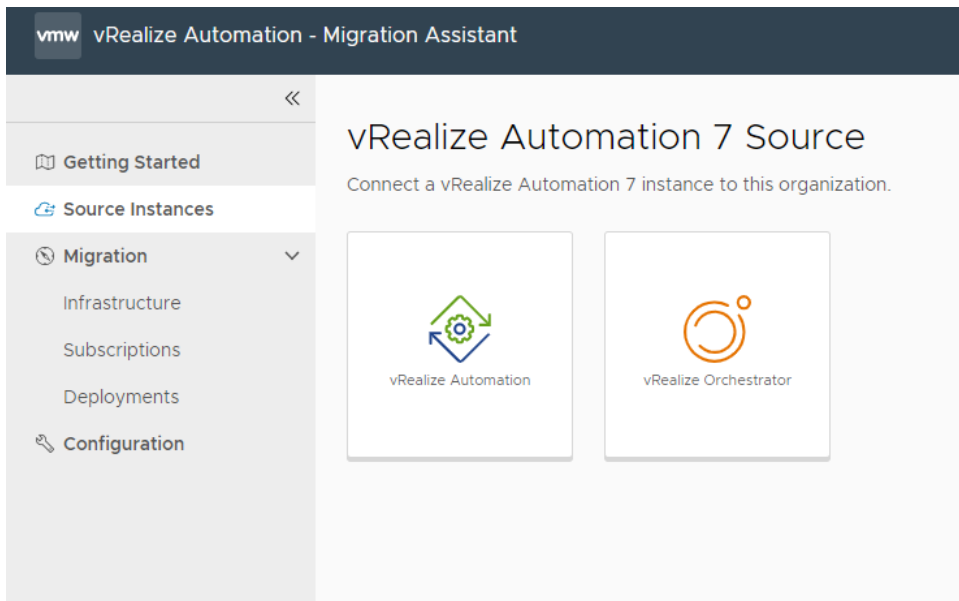 vmw vRealize Automation - Migration Assistant
Getting Started
Source Instances
Migration
Infrastructure
Subscriptions
Deployments
Configuration
vRealize Automation 7 Source
Connect a vRealize Automation 7 instance to this organization.
vRealize Automation
vRealize Orchestrator